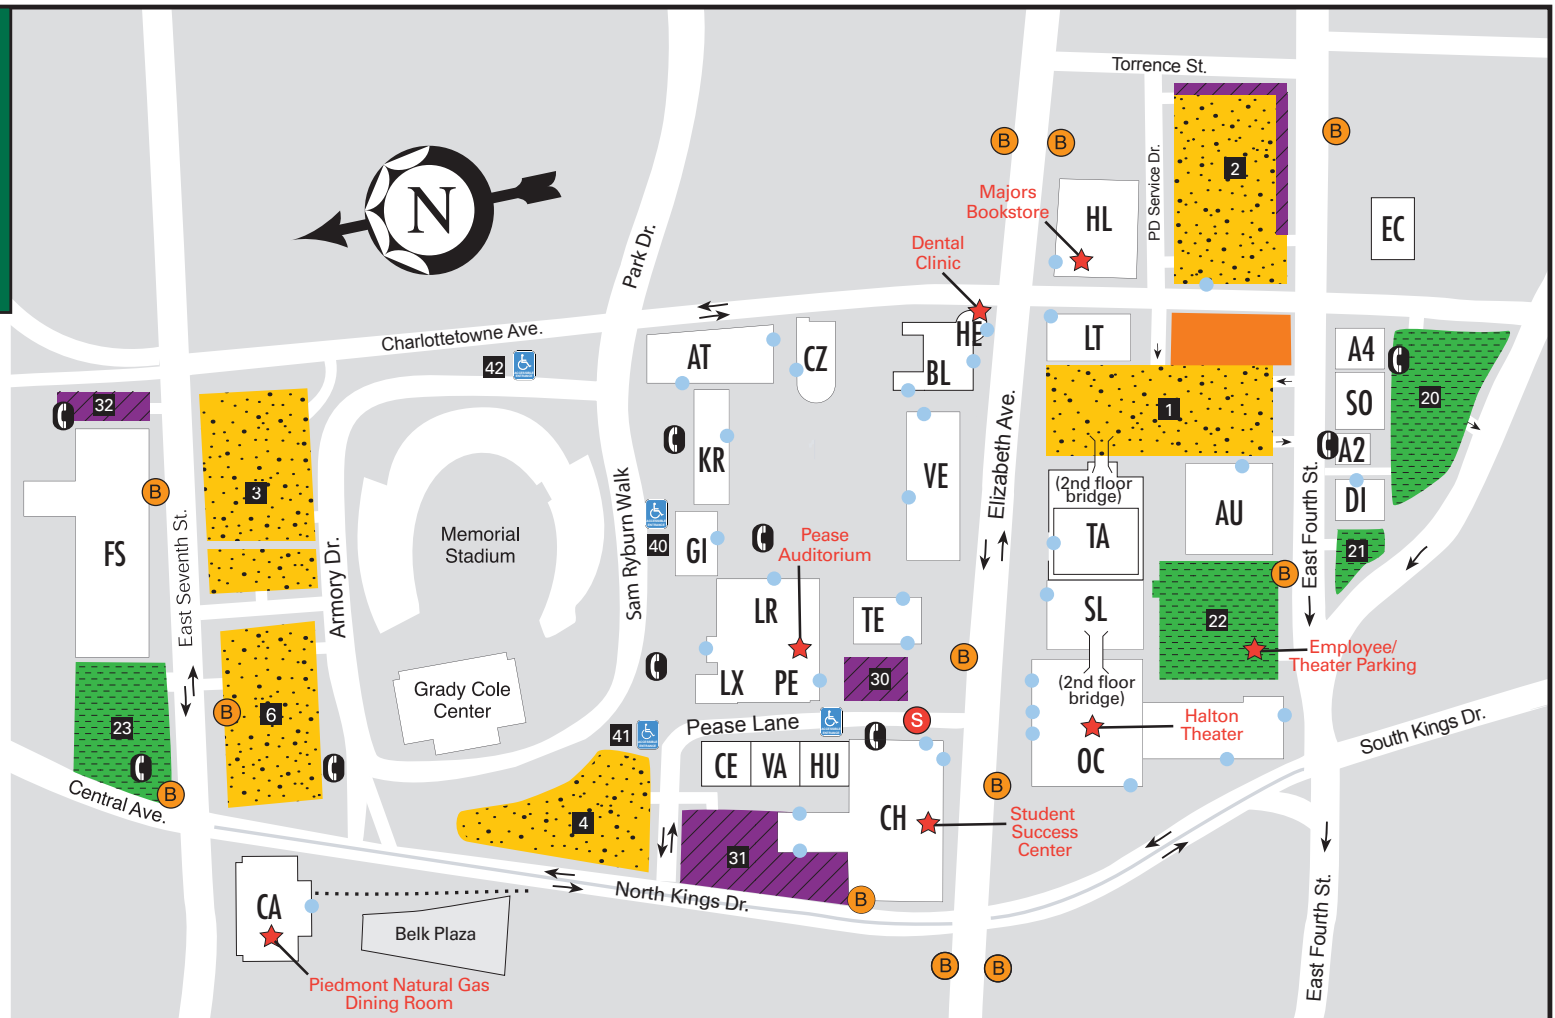 Torrence St.
B
B
B
2
PD Service Dr.
Majors
Bookstore
HL
EC
N
Park Dr.
Dental
Clinic
Charlottetowne Ave.
42
AT
CZ
HE
BL
LT
A4
32
1
SO
20
KR
VE
Elizabeth Ave.
A2
3
B
(2nd floor
bridge)
AU
East Fourth St.
DI
FS
East Seventh St.
Memorial
Stadium
Sam Ryburn Walk
40
GI
Pease
Auditorium
TA
21
Armory Dr.
B
LR
TE
SL
22
Employee/
Theater Parking
B
LX
PE
30
(2nd floor
bridge)
Grady Cole
Center
23
B
6
41
Pease Lane
S
Halton
Theater
South Kings Dr.
CE
VA
HU
OC
B
B
Central Ave.
4
CH
Student
Success
Center
31
North Kings Dr.
B
CA
Belk Plaza
East Fourth St.
B
B
Piedmont Natural Gas
Dining Room